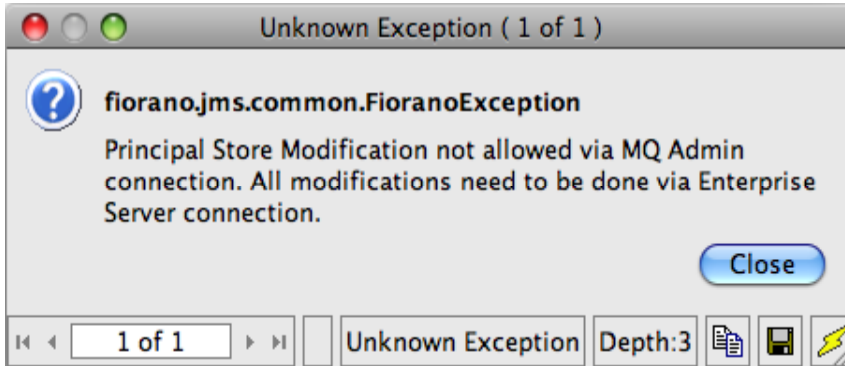 Unknown Exception ( 1 of 1 )
fiorano.jms.common.FioranoException
Principal Store Modification not allowed via MQ Admin
connection. All modifications need to be done via Enterprise
Server connection.
Close
1 of 1 Unknown Exception Depth:3